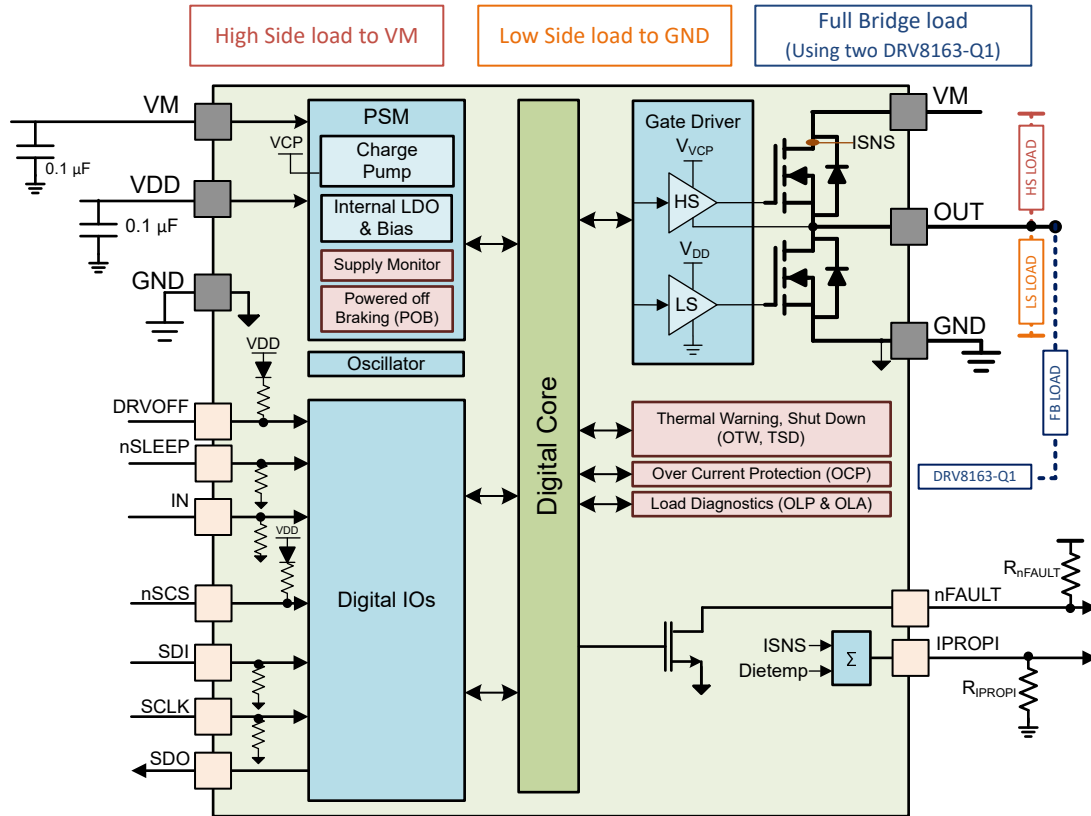 High Side load to VM
Low Side load to GND
Full Bridge load
(Using two DRV8163-Q1)
VM
0.1 µF
VDD
0.1 µF
GND
PSM
VCP
Charge
Pump
Internal LDO
& Bias
Supply Monitor
Powered off
Braking (POB)
Oscillator
Digital Core
Gate Driver
VVCP
HS
VDD
LS
ISNS
VM
OUT
GND
HS LOAD
LS LOAD
FB LOAD
DRV8163-Q1
VDD
DRVOFF
nSLEEP
IN
VDD
nSCS
SDI
SCLK
SDO
Digital IOs
Thermal Warning, Shut Down
(OTW, TSD)
Over Current Protection (OCP)
Load Diagnostics (OLP & OLA)
RnFAULT
nFAULT
ISNS
Dietemp
Σ
IPROPI
RIPROPI